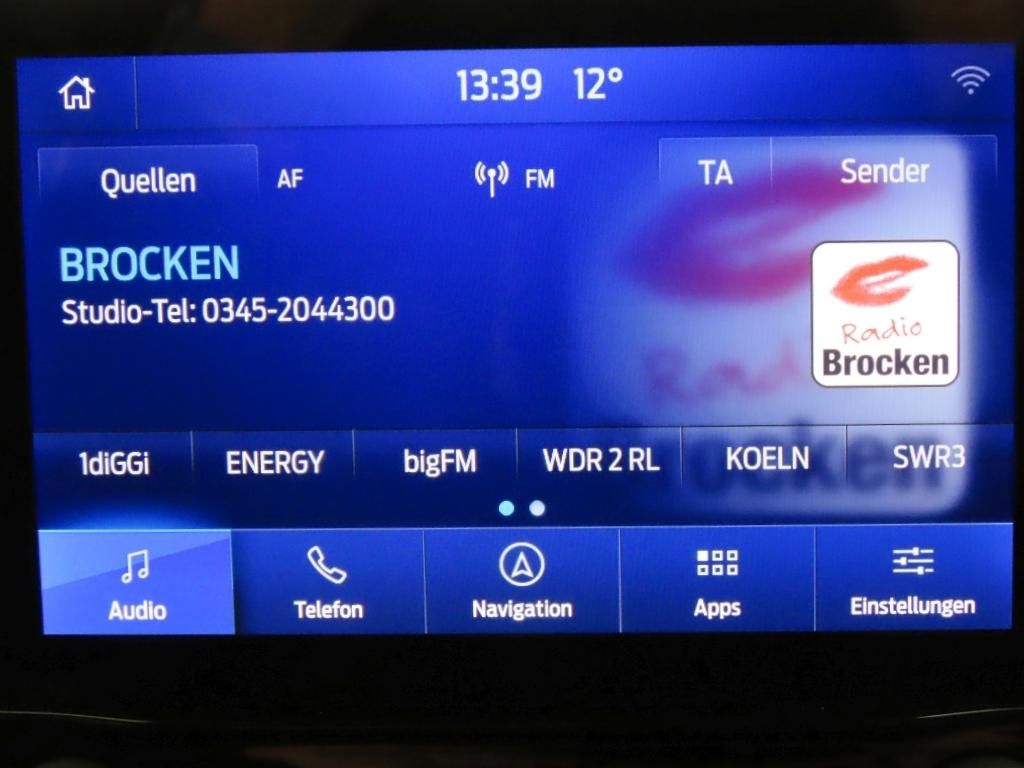 13:39 12°
Quellen AF FM TA Sender
BROCKEN
Studio-Tel: 0345-2044300
Radio
Brocken
1diGGi ENERGY bigFM WDR 2 RL KOELN SWR3
Audio Telefon Navigation Apps Einstellungen